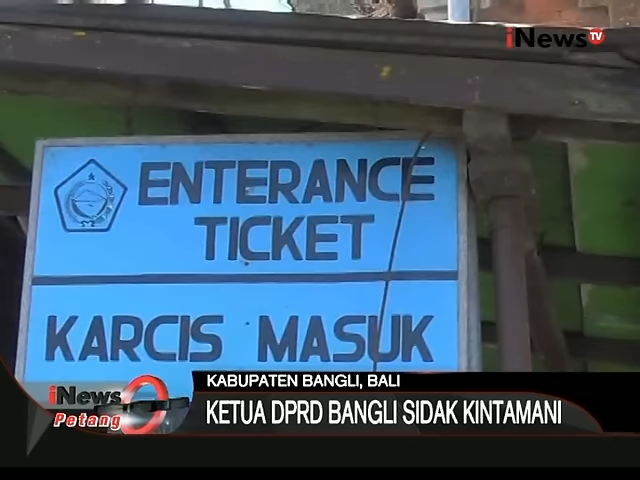 iNews TV
ENTERANCE
TICKET
KARCIS MASUK
KABUPATEN BANGLI, BALI
iNews
Petang
KETUA DPRD BANGLI SIDAK KINTAMANI